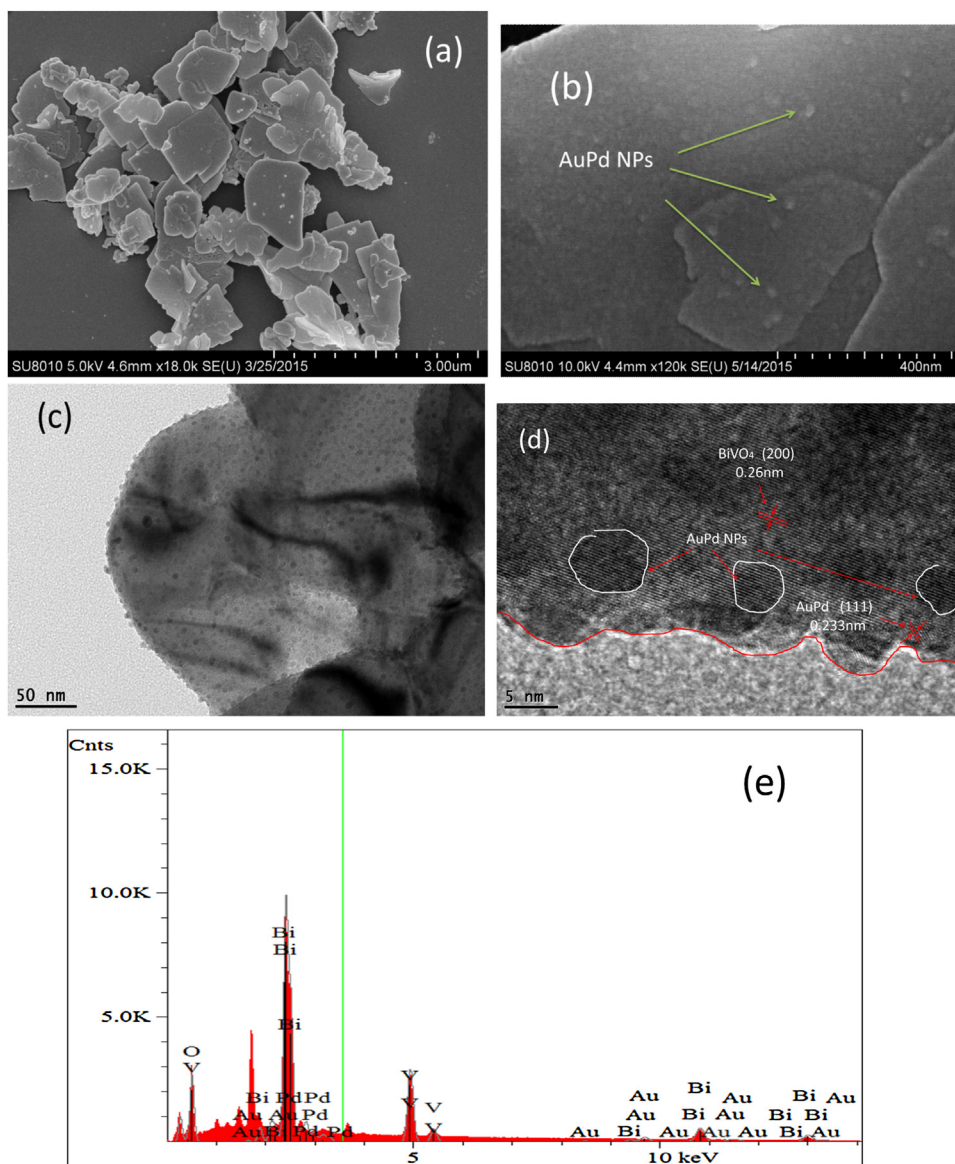 (a)
SU8010 5.0kV 4.6mm x18.0k SE(U) 3/25/2015 3.00um
(b)
AuPd NPs
SU8010 10.0kV 4.4mm x120k SE(U) 5/14/2015 400nm
(c)
50 nm
(d)
BiVO₄ (200)
0.26nm
AuPd NPs
AuPd (111)
0.233nm
5 nm
Cnts
(e)
15.0K
10.0K
5.0K
Bi
Bi
Bi
O
V
Bi Pd Pd
Au Au Pd
Au Bi Pd Pd
V
V
V
V
Au Bi Au Bi Au
Au Bi Au Bi Bi
Au Bi Bi Au Au Bi Au
5 10 keV